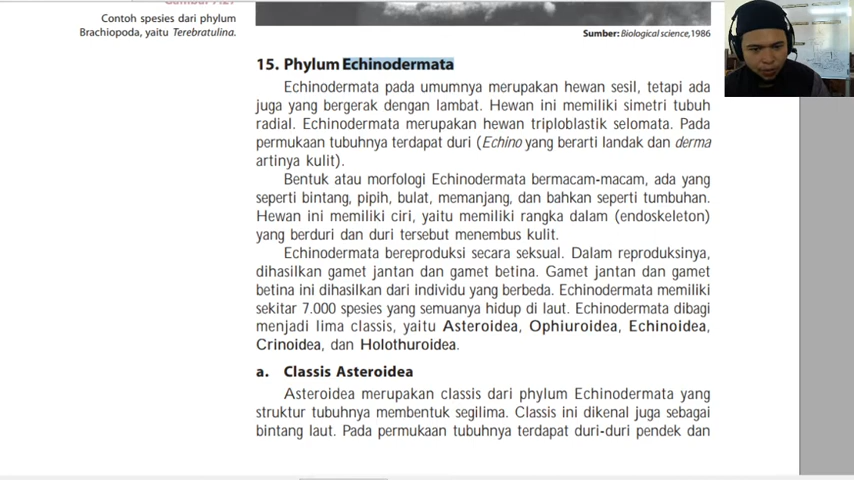 Contoh spesies dari phylum
Brachiopoda, yaitu Terebratulina.
Sumber: Biological science,1986
15. Phylum Echinodermata
Echinodermata pada umumnya merupakan hewan sesil, tetapi ada
juga yang bergerak dengan lambat. Hewan ini memiliki simetri tubuh
radial. Echinodermata merupakan hewan triploblastik selomata. Pada
permukaan tubuhnya terdapat duri (Echino yang berarti landak dan derma
artinya kulit).
Bentuk atau morfologi Echinodermata bermacam-macam, ada yang
seperti bintang, pipih, bulat, memanjang, dan bahkan seperti tumbuhan.
Hewan ini memiliki ciri, yaitu memiliki rangka dalam (endoskeleton)
yang berduri dan duri tersebut menembus kulit.
Echinodermata bereproduksi secara seksual. Dalam reproduksinya,
dihasilkan gamet jantan dan gamet betina. Gamet jantan dan gamet
betina ini dihasilkan dari individu yang berbeda. Echinodermata memiliki
sekitar 7.000 spesies yang semuanya hidup di laut. Echinodermata dibagi
menjadi lima classis, yaitu Asteroidea, Ophiuroidea, Echinoidea,
Crinoidea, dan Holothuroidea.
a. Classis Asteroidea
Asteroidea merupakan classis dari phylum Echinodermata yang
struktur tubuhnya membentuk segilima. Classis ini dikenal juga sebagai
bintang laut. Pada permukaan tubuhnya terdapat duri-duri pendek dan